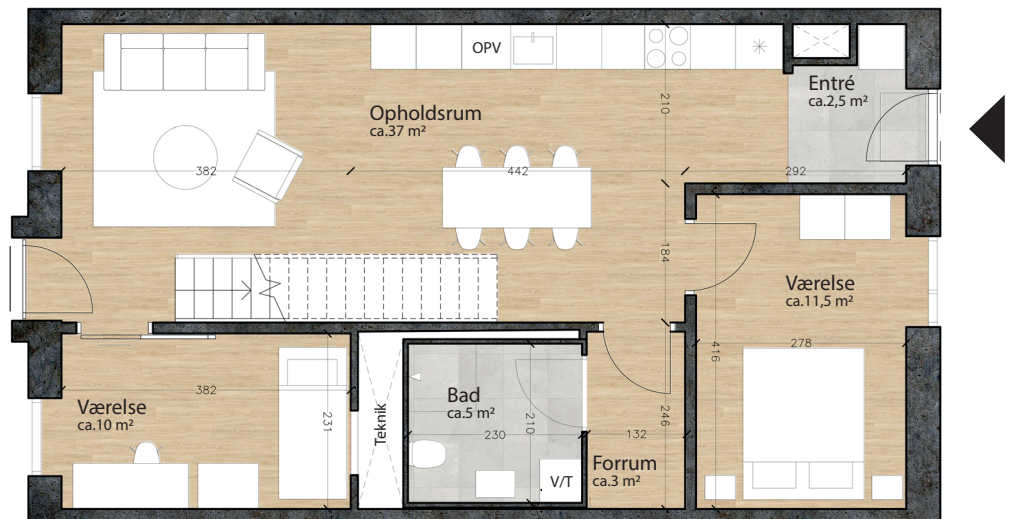 OPV
Entré
ca.2,5 m²
Opholdsrum
ca.37 m²
210
382
442
292
184
Værelse
ca.11,5 m²
278
416
382
Værelse
ca.10 m²
231
Teknik
Bad
ca.5 m²
210
230
132
246
Forrum
ca.3 m²
V/T